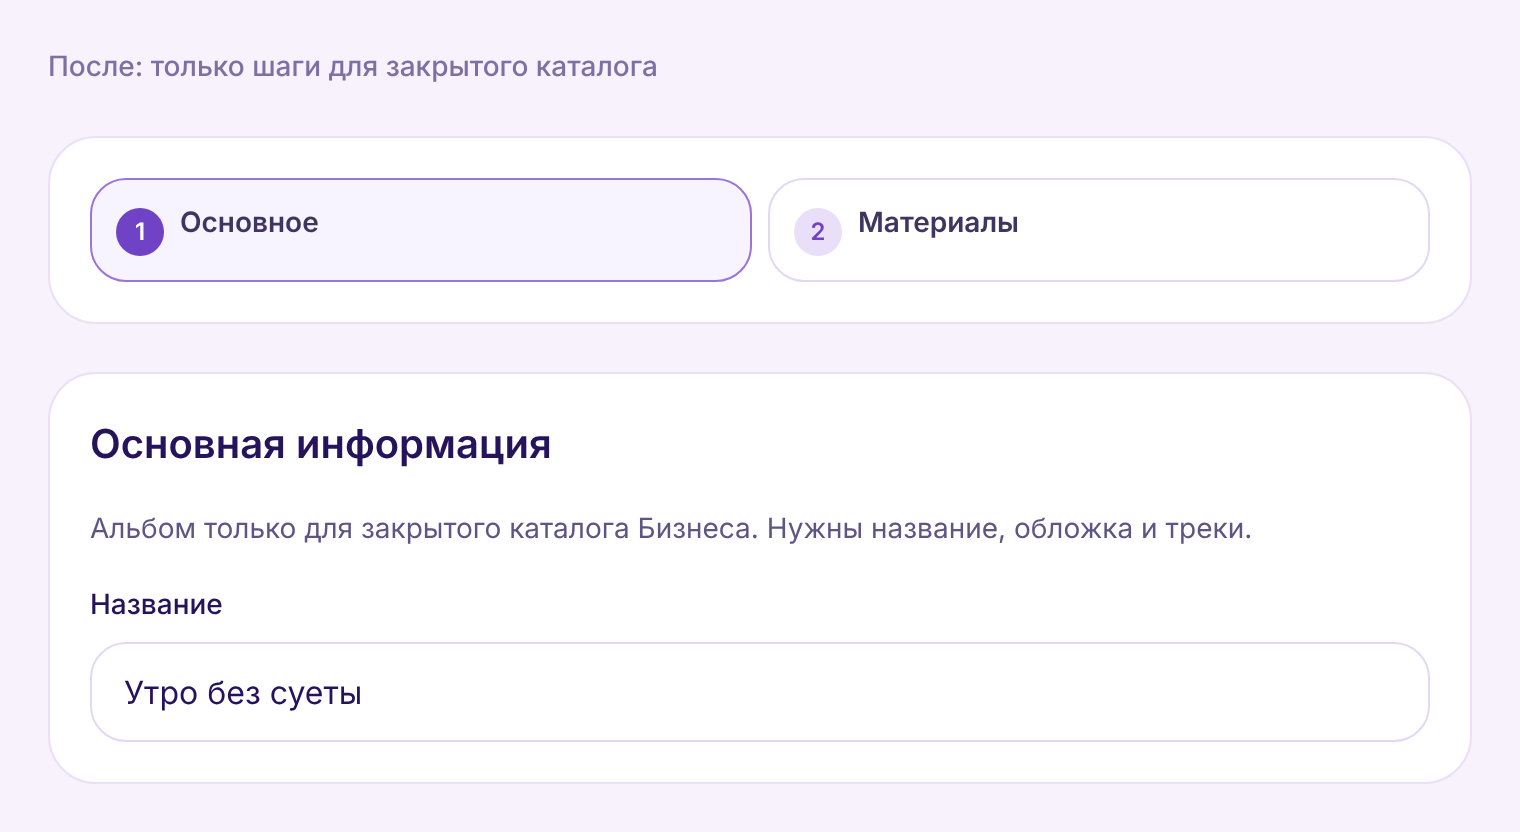 После: только шаги для закрытого каталога
1 Основное
2 Материалы
Основная информация
Альбом только для закрытого каталога Бизнеса. Нужны название, обложка и треки.
Название
Утро без суеты